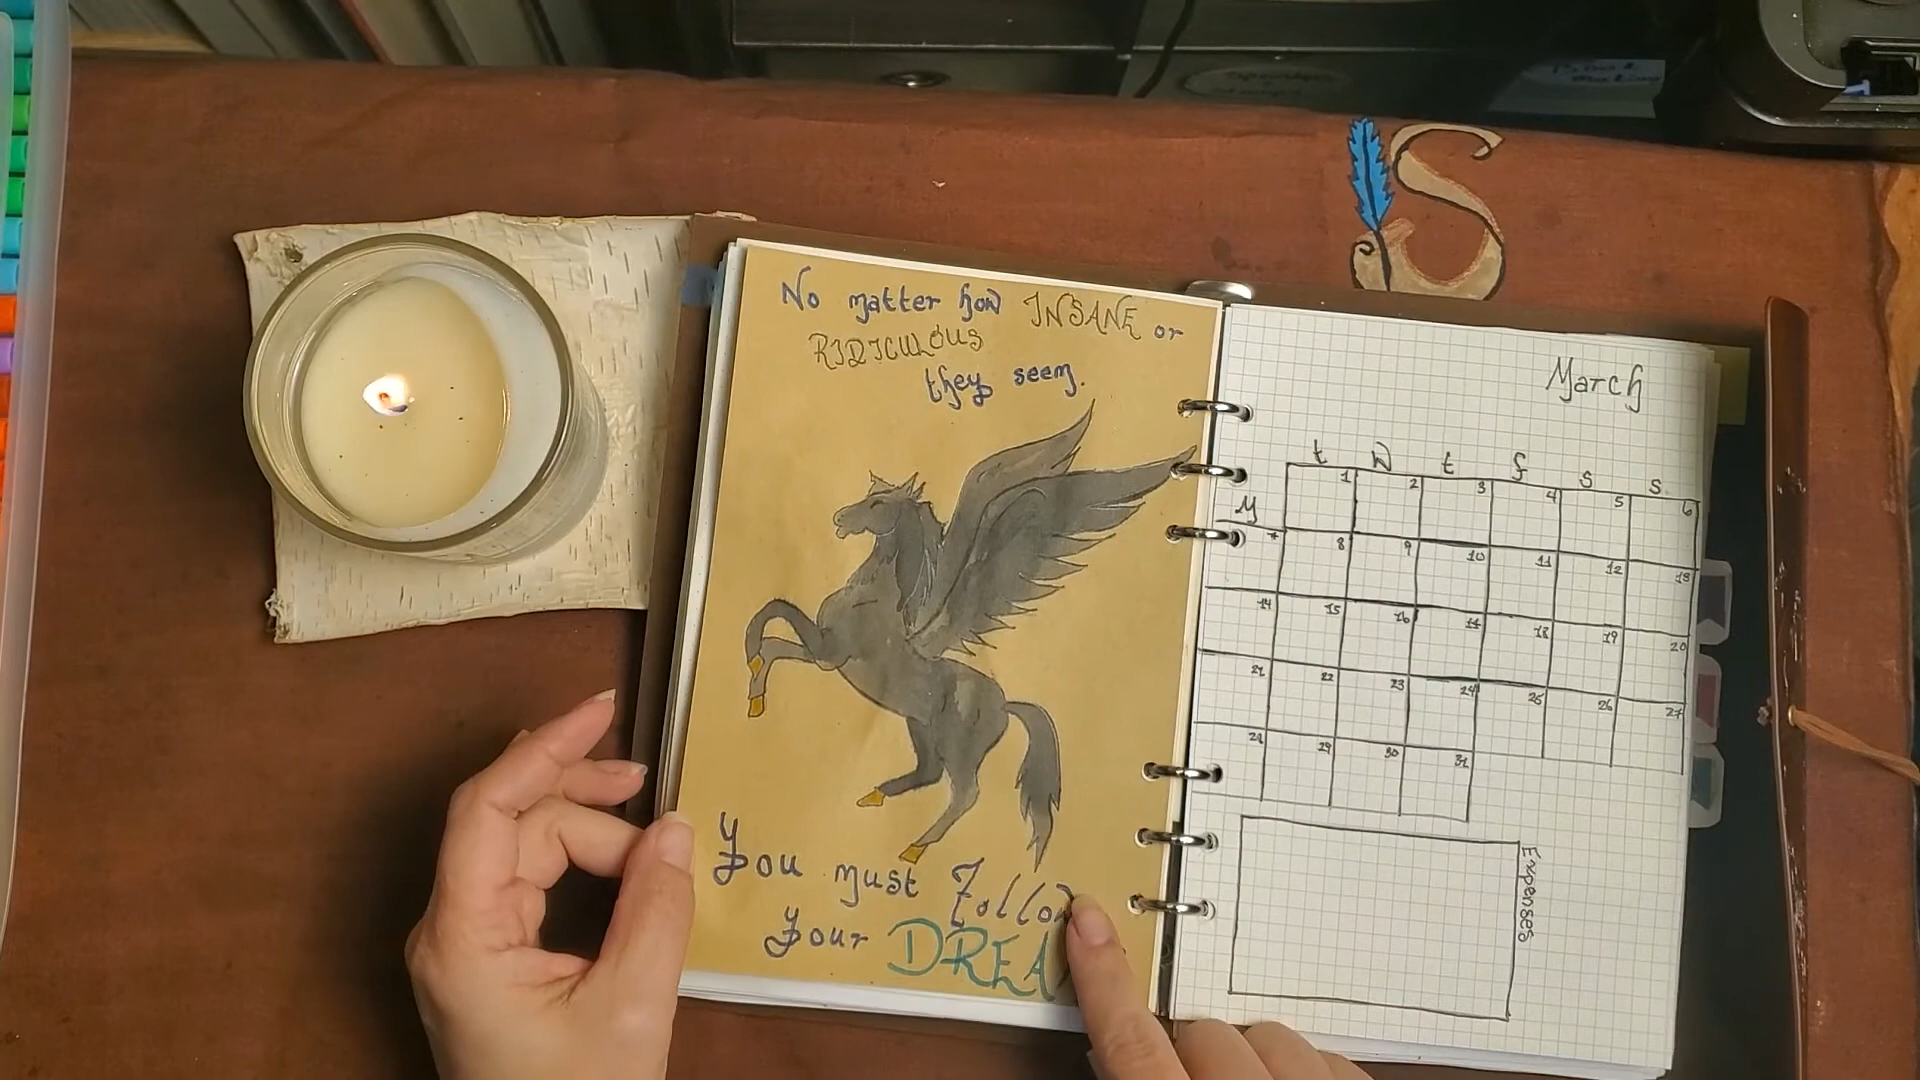 No matter how INSANE or
RIDICULOUS
they seem.
You must Follow
Your DREA
S
March
t W t f s s
M
1 2 3 4 5 6
7 8 9 10 11 12 13
14 15 16 17 18 19 20
21 22 23 24 25 26 27
28 29 30 31
Expenses